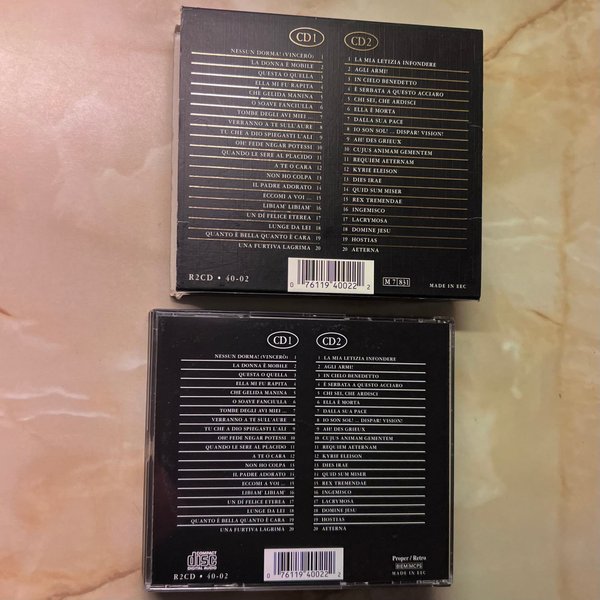 CD 1
NESSUN DORMA! (VINCERÒ) 1
LA DONNA È MOBILE 2
QUESTA O QUELLA 3
ELLA MI FU RAPITA 4
CHE GELIDA MANINA 5
O SOAVE FANCIULLA 6
TOMBE DEGLI AVI MIEI ... 7
VERRANNO A TE SULL'AURE 8
TU CHE A DIO SPIEGASTI L'ALI 9
OH! FEDE NEGAR POTESSI 10
QUANDO LE SERE AL PLACIDO 11
A TE O CARA 12
NON HO COLPA 13
IL PADRE ADORATO 14
ECCOMI A VOI ... 15
LIBIAM' LIBIAM' 16
UN DÌ FELICE ETEREA 17
LUNGE DA LEI 18
QUANTO È BELLA QUANTO È CARA 19
UNA FURTIVA LAGRIMA 20
CD 2
1 LA MIA LETIZIA INFONDERE
2 AGLI ARMI!
3 IN CIELO BENEDETTO
4 È SERBATA A QUESTO ACCIARO
5 CHI SEI, CHE ARDISCI
6 ELLA È MORTA
7 DALLA SUA PACE
8 IO SON SOL! ... DISPAR! VISION!
9 AH! DES GRIEUX
10 CUJUS ANIMAM GEMENTEM
11 REQUIEM AETERNAM
12 KYRIE ELEISON
13 DIES IRAE
14 QUID SUM MISER
15 REX TREMENDAE
16 INGEMISCO
17 LACRYMOSA
18 DOMINE JESU
19 HOSTIAS
20 AETERNA
R2CD • 40-02
0 76119 40022 2
M 7 831
MADE IN EEC
CD 1
NESSUN DORMA! (VINCERÒ) 1
LA DONNA È MOBILE 2
QUESTA O QUELLA 3
ELLA MI FU RAPITA 4
CHE GELIDA MANINA 5
O SOAVE FANCIULLA 6
TOMBE DEGLI AVI MIEI ... 7
VERRANNO A TE SULL'AURE 8
TU CHE A DIO SPIEGASTI L'ALI 9
OH! FEDE NEGAR POTESSI 10
QUANDO LE SERE AL PLACIDO 11
A TE O CARA 12
NON HO COLPA 13
IL PADRE ADORATO 14
ECCOMI A VOI ... 15
LIBIAM' LIBIAM' 16
UN DÌ FELICE ETEREA 17
LUNGE DA LEI 18
QUANTO È BELLA QUANTO È CARA 19
UNA FURTIVA LAGRIMA 20
CD 2
1 LA MIA LETIZIA INFONDERE
2 AGLI ARMI!
3 IN CIELO BENEDETTO
4 È SERBATA A QUESTO ACCIARO
5 CHI SEI, CHE ARDISCI
6 ELLA È MORTA
7 DALLA SUA PACE
8 IO SON SOL! ... DISPAR! VISION!
9 AH! DES GRIEUX
10 CUJUS ANIMAM GEMENTEM
11 REQUIEM AETERNAM
12 KYRIE ELEISON
13 DIES IRAE
14 QUID SUM MISER
15 REX TREMENDAE
16 INGEMISCO
17 LACRYMOSA
18 DOMINE JESU
19 HOSTIAS
20 AETERNA
COMPACT
disc
DIGITAL AUDIO
R2CD • 40-02
0 76119 40022 2
Proper / Retro
BIEM/MCPS
MADE IN EEC